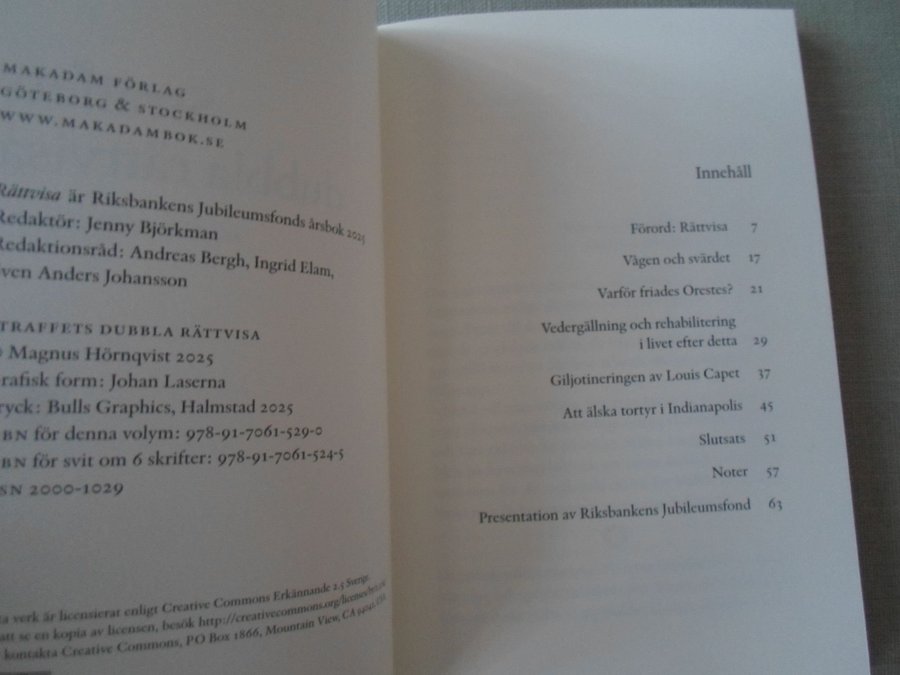 MAKADAM FÖRLAG
GÖTEBORG & STOCKHOLM
WWW.MAKADAMBOK.SE
Rättvisa är Riksbankens Jubileumsfonds årsbok 2025
Redaktör: Jenny Björkman
Redaktionsråd: Andreas Bergh, Ingrid Elam,
ven Anders Johansson
TRAFFETS DUBBLA RÄTTVISA
© Magnus Hörnqvist 2025
rafisk form: Johan Laserna
ryck: Bulls Graphics, Halmstad 2025
BN för denna volym: 978-91-7061-529-0
BN för svit om 6 skrifter: 978-91-7061-524-5
SN 2000-1029
ta verk är licensierat enligt Creative Commons Erkännande 2.5 Sverige.
att se en kopia av licensen, besök
kontakta Creative Commons, PO Box 1866, Mountain View, CA 94042, USA.
Innehåll
Förord: Rättvisa 7
Vågen och svärdet 17
Varför friades Orestes? 21
Vedergällning och rehabilitering
i livet efter detta 29
Giljotineringen av Louis Capet 37
Att älska tortyr i Indianapolis 45
Slutsats 51
Noter 57
Presentation av Riksbankens Jubileumsfond 63